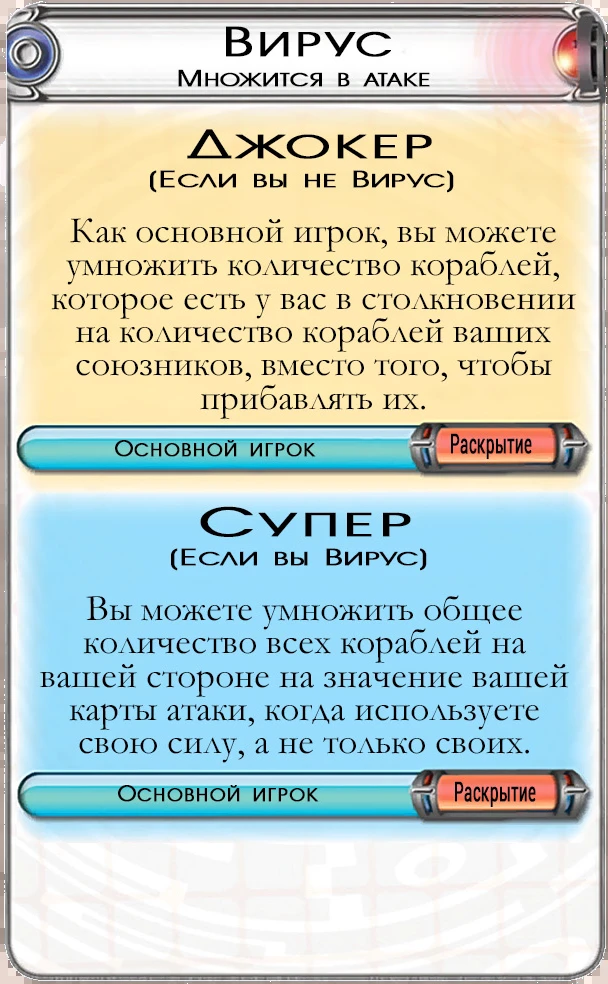 Вирус
Множится в атаке
Джокер
(Если вы не Вирус)
Как основной игрок, вы можете
умножить количество кораблей,
которое есть у вас в столкновении
на количество кораблей ваших
союзников, вместо того, чтобы
прибавлять их.
Основной игрок Раскрытие
Супер
(Если вы Вирус)
Вы можете умножить общее
количество всех кораблей на
вашей стороне на значение вашей
карты атаки, когда используете
свою силу, а не только своих.
Основной игрок Раскрытие